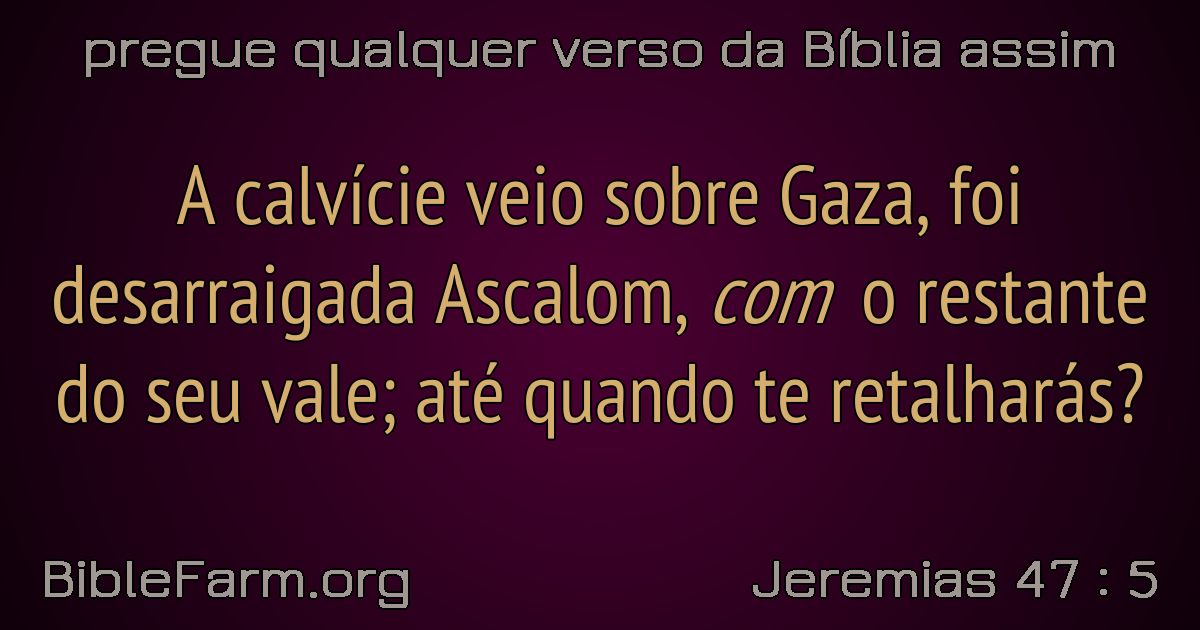 pregue qualquer verso da Bíblia assim
A calvície veio sobre Gaza, foi
desarraigada Ascalom, com o restante
do seu vale; até quando te retalharás?
BibleFarm.org
Jeremias 47 : 5